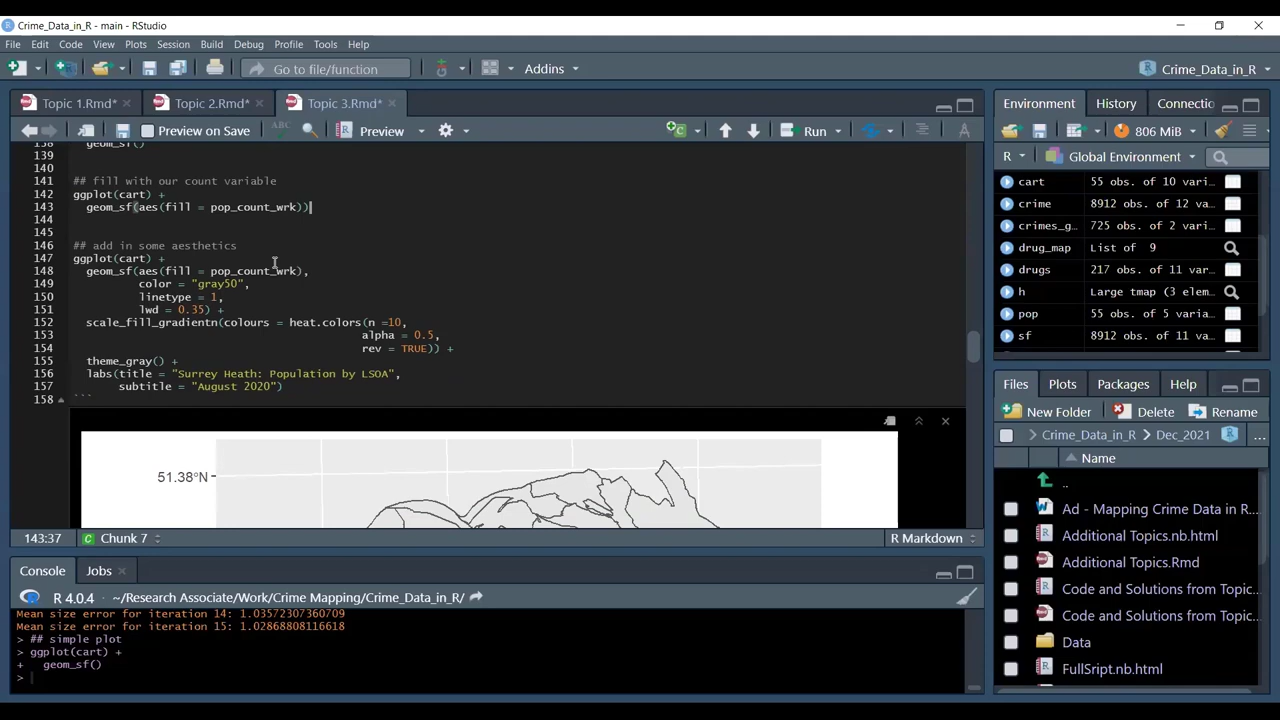 Crime_Data_in_R - main - RStudio
File Edit Code View Plots Session Build Debug Profile Tools Help
Go to file/function Addins Crime_Data_in_R
Topic 1.Rmd* Topic 2.Rmd* Topic 3.Rmd*
Preview on Save ABC Preview Run
138 geom_sf()
139
140
141 ## fill with our count variable
142 ggplot(cart) +
143 geom_sf(aes(fill = pop_count_wrk))
144
145
146 ## add in some aesthetics
147 ggplot(cart) +
148 geom_sf(aes(fill = pop_count_wrk),
149 color = "gray50",
150 linetype = 1,
151 lwd = 0.35) +
152 scale_fill_gradientn(colours = heat.colors(n =10,
153 alpha = 0.5,
154 rev = TRUE)) +
155 theme_gray() +
156 labs(title = "Surrey Heath: Population by LSOA",
157 subtitle = "August 2020")
158 ```
51.38°N
143:37 Chunk 7 R Markdown
Console Jobs
R 4.0.4 · ~/Research Associate/Work/Crime Mapping/Crime_Data_in_R/
Mean size error for iteration 14: 1.03572307360709
Mean size error for iteration 15: 1.02868808116618
> ## simple plot
> ggplot(cart) +
+ geom_sf()
>
Environment History Connectio
806 MiB
R Global Environment
cart 55 obs. of 10 vari…
crime 8912 obs. of 12 var…
crimes_g… 725 obs. of 2 vari…
drug_map List of 9
drugs 217 obs. of 11 vari…
h Large tmap (3 elem…
pop 55 obs. of 5 varia…
sf 8912 obs. of 11 var…
Files Plots Packages Help
New Folder Delete Rename
Crime_Data_in_R Dec_2021 ...
Name
..
Ad - Mapping Crime Data in R...
Additional Topics.nb.html
Additional Topics.Rmd
Code and Solutions from Topic...
Code and Solutions from Topic...
Data
FullSript.nb.html